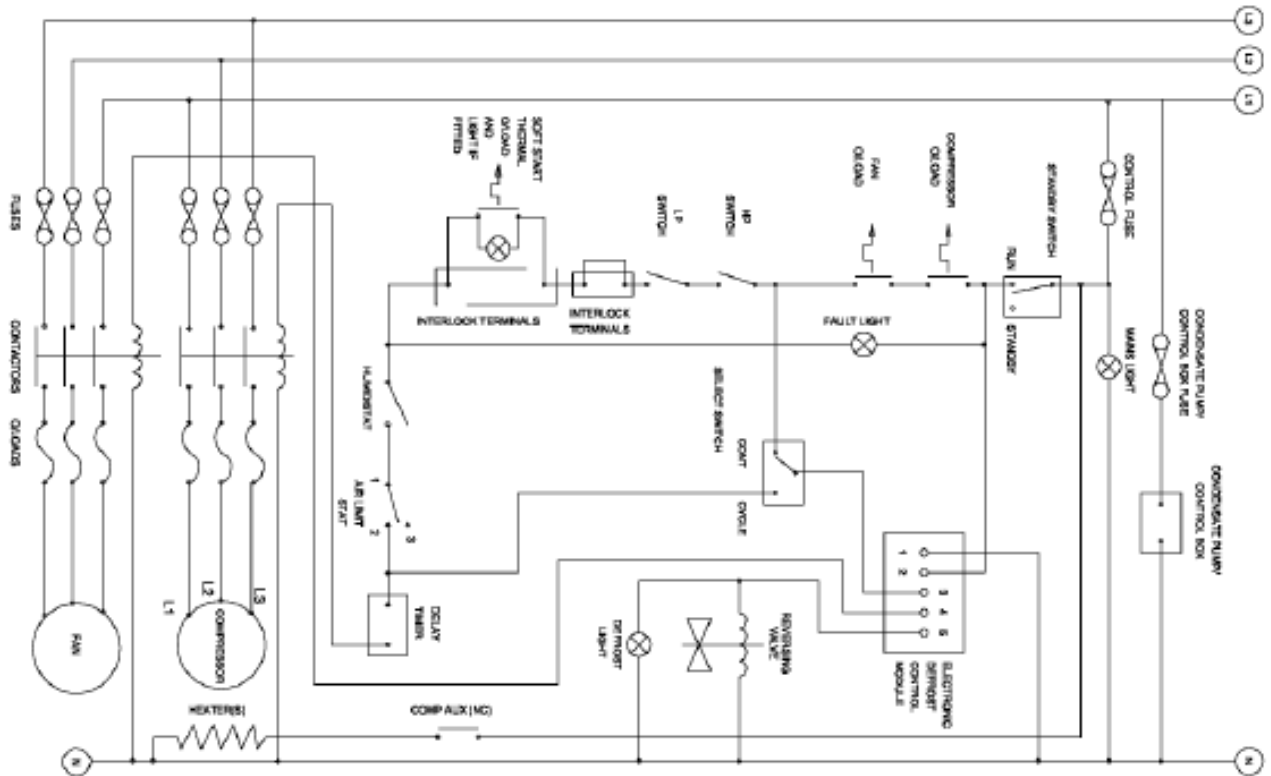 SOFT START
THERMAL
O/LOAD
AND
LIGHT IF
FITTED
LP
SWITCH
HP
SWITCH
FAN
O/LOAD
COMPRESSOR
O/LOAD
STANDBY SWITCH
RUN
STANDBY
CONTROL FUSE
MAINS LIGHT
CONDENSATE PUMP/
CONTROL BOX FUSE
CONDENSATE PUMP/
CONTROL BOX
FUSES
CONTACTORS
O/LOADS
INTERLOCK TERMINALS
INTERLOCK
TERMINALS
FAULT LIGHT
HUMIDISTAT
SELECT SWITCH
CONT
CYCLE
1
AIR LIMIT
STAT
2
3
DELAY
TIMER
1
2
3
4
5
ELECTRONIC
DEFROST
CONTROL
MODULE
REVERSING
VALVE
DEFROST
LIGHT
L1
L2
L3
COMPRESSOR
FAN
HEATER(S)
COMP AUX (NC)
N
N